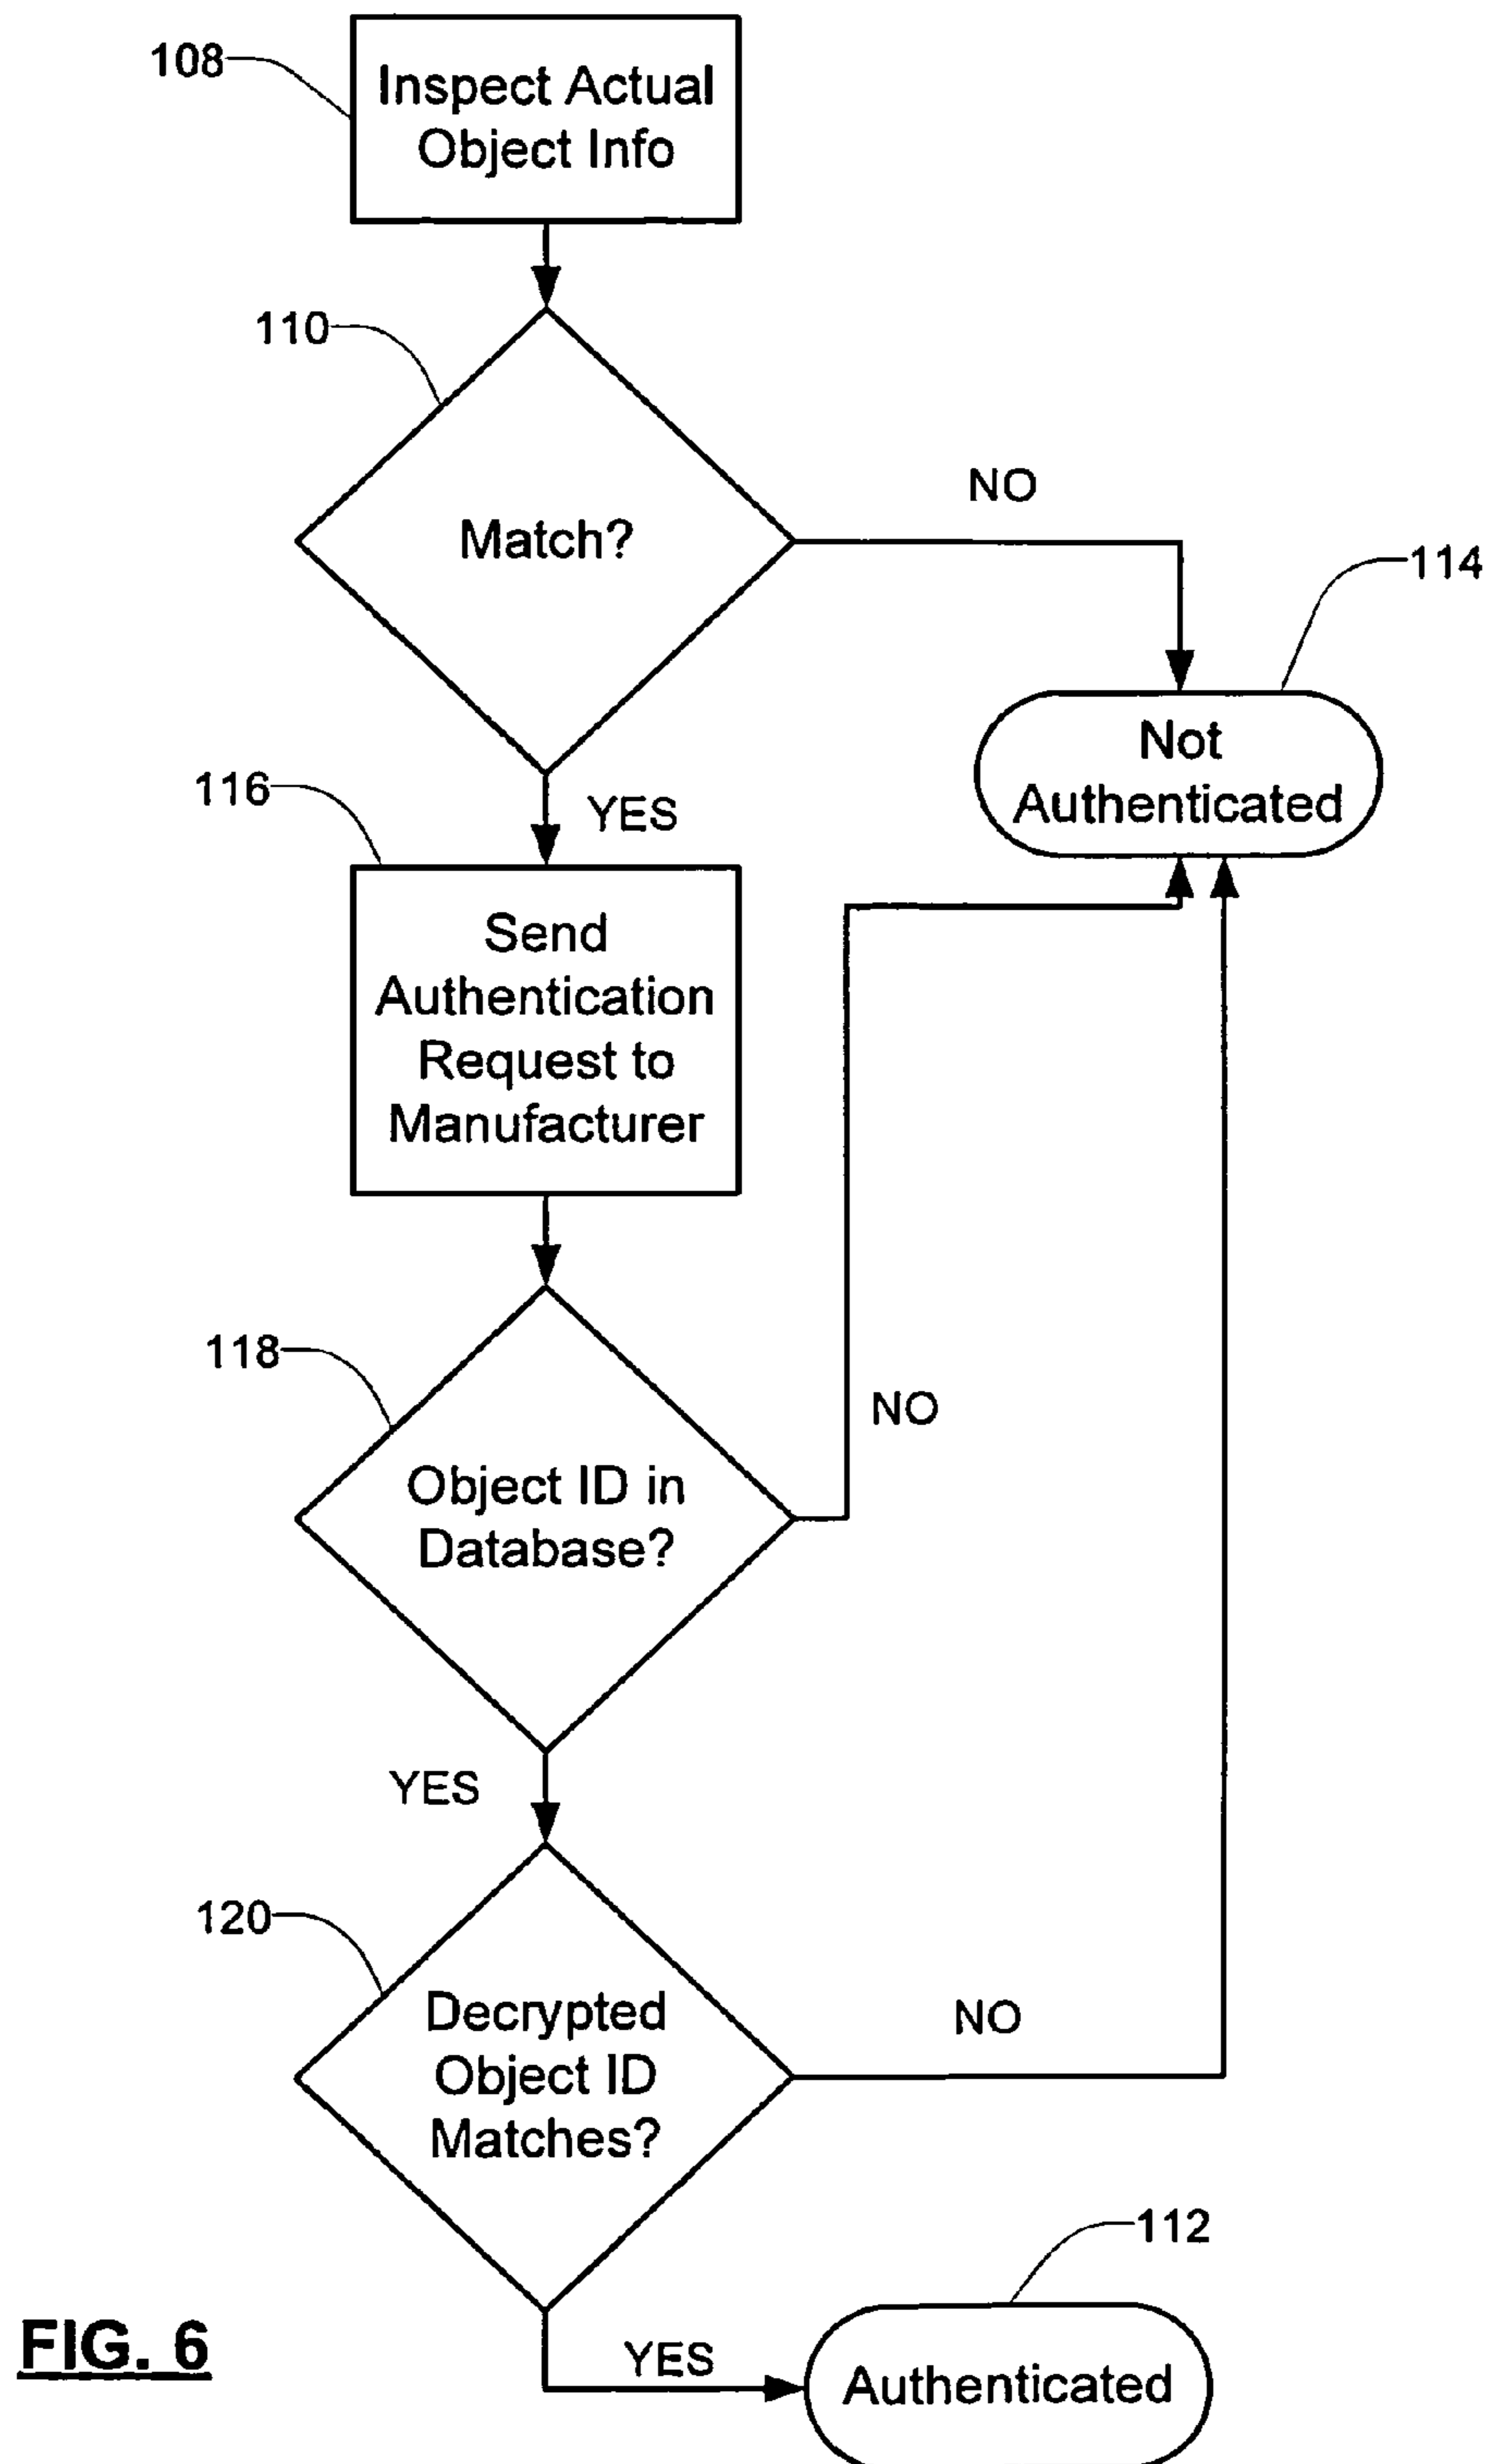 108
Inspect Actual
Object Info
110
Match?
NO
114
Not
Authenticated
116
YES
Send
Authentication
Request to
Manufacturer
118
Object ID in
Database?
NO
YES
120
Decrypted
Object ID
Matches?
NO
112
FIG. 6
YES
Authenticated